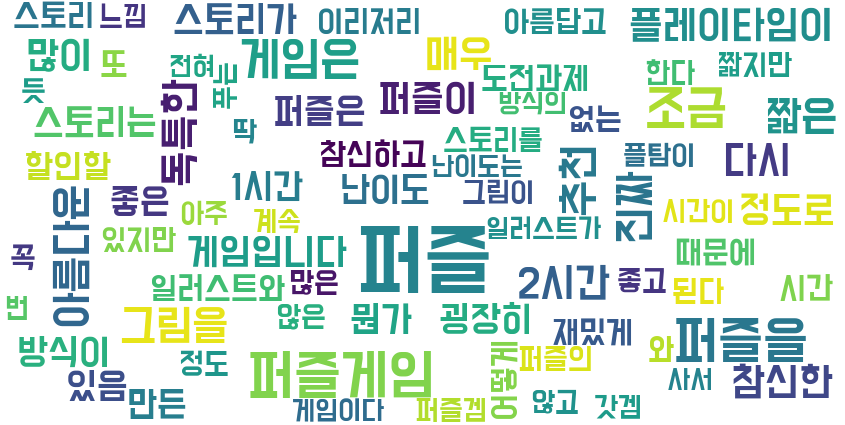 스토리 느낌 스토리가 이리저리 아름답고 플레이타임이
많이 또 전혀 푸는 게임은 매우 도전과제 한다 짧지만
듯 스토리는 독특한 딱 퍼즐은 퍼즐이 방식의 없는 조금 짧은
할인할 참신하고 스토리를 난이도는 추천 플탐이 다시
아름다운 좋은 1시간 난이도 그림이 진짜 시간이 정도로
아주 계속 일러스트가
꼭 있지만 게임입니다 퍼즐 때문에
일러스트와 많은 2시간 좋고 된다 시간
번 그림을 않은 뭔가 굉장히 재밌게 퍼즐을
방식이 정도 퍼즐게임 어떻게 퍼즐의 와
있음 만든 사서 참신한
게임이다 퍼즐겜 않고 갓겜